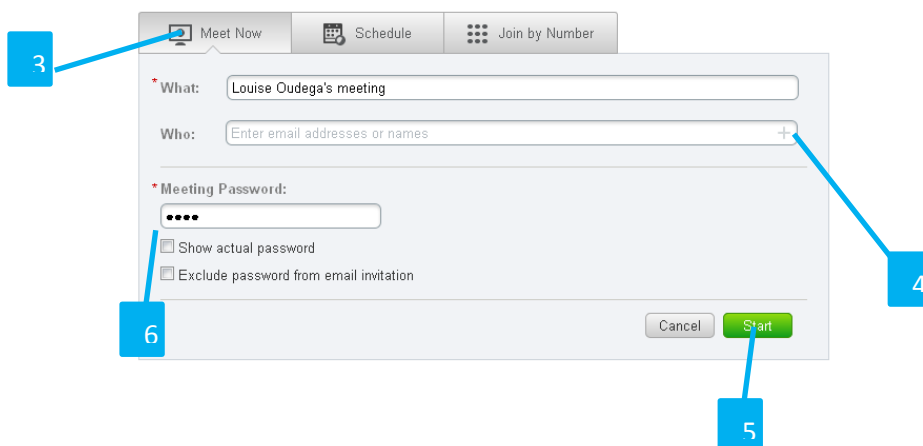 Meet Now Schedule Join by Number
3
* What: Louise Oudega's meeting
Who: Enter email addresses or names
4
* Meeting Password:
••••
Show actual password
Exclude password from email invitation
6
Cancel Start
5